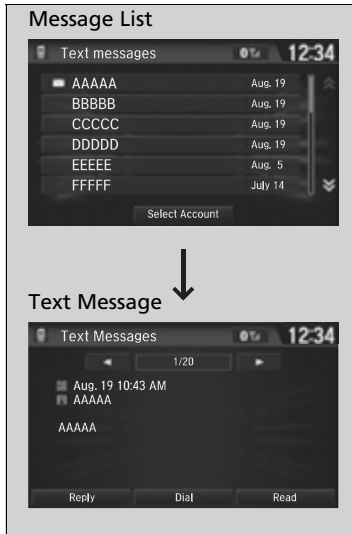 Message List
Text messages 12:34
AAAAA Aug. 19
BBBBB Aug. 19
CCCCC Aug. 19
DDDDD Aug. 19
EEEEE Aug. 5
FFFFF July 14
Select Account
Text Message
Text Messages 12:34
1/20
Aug. 19 10:43 AM
AAAAA
AAAAA
Reply Dial Read